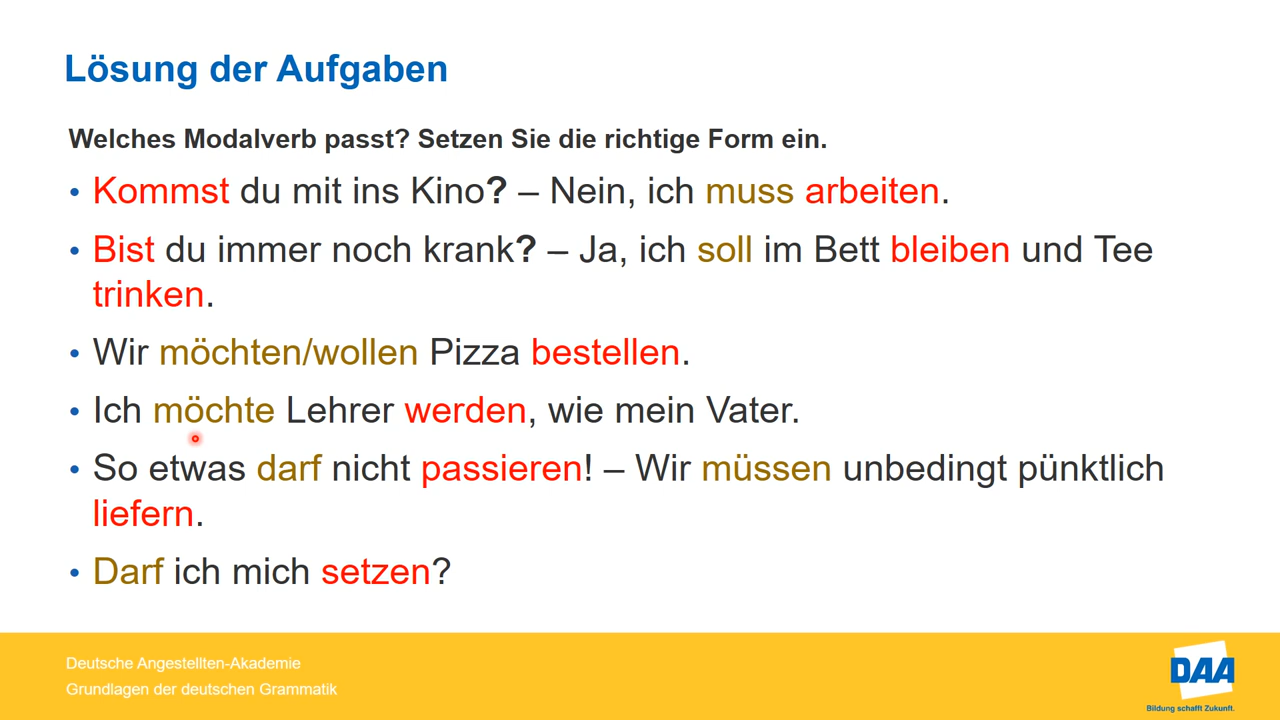 Lösung der Aufgaben
Welches Modalverb passt? Setzen Sie die richtige Form ein.
• Kommst du mit ins Kino? – Nein, ich muss arbeiten.
• Bist du immer noch krank? – Ja, ich soll im Bett bleiben und Tee
trinken.
• Wir möchten/wollen Pizza bestellen.
• Ich möchte Lehrer werden, wie mein Vater.
• So etwas darf nicht passieren! – Wir müssen unbedingt pünktlich
liefern.
• Darf ich mich setzen?
Deutsche Angestellten-Akademie
Grundlagen der deutschen Grammatik
DAA
Bildung schafft Zukunft.